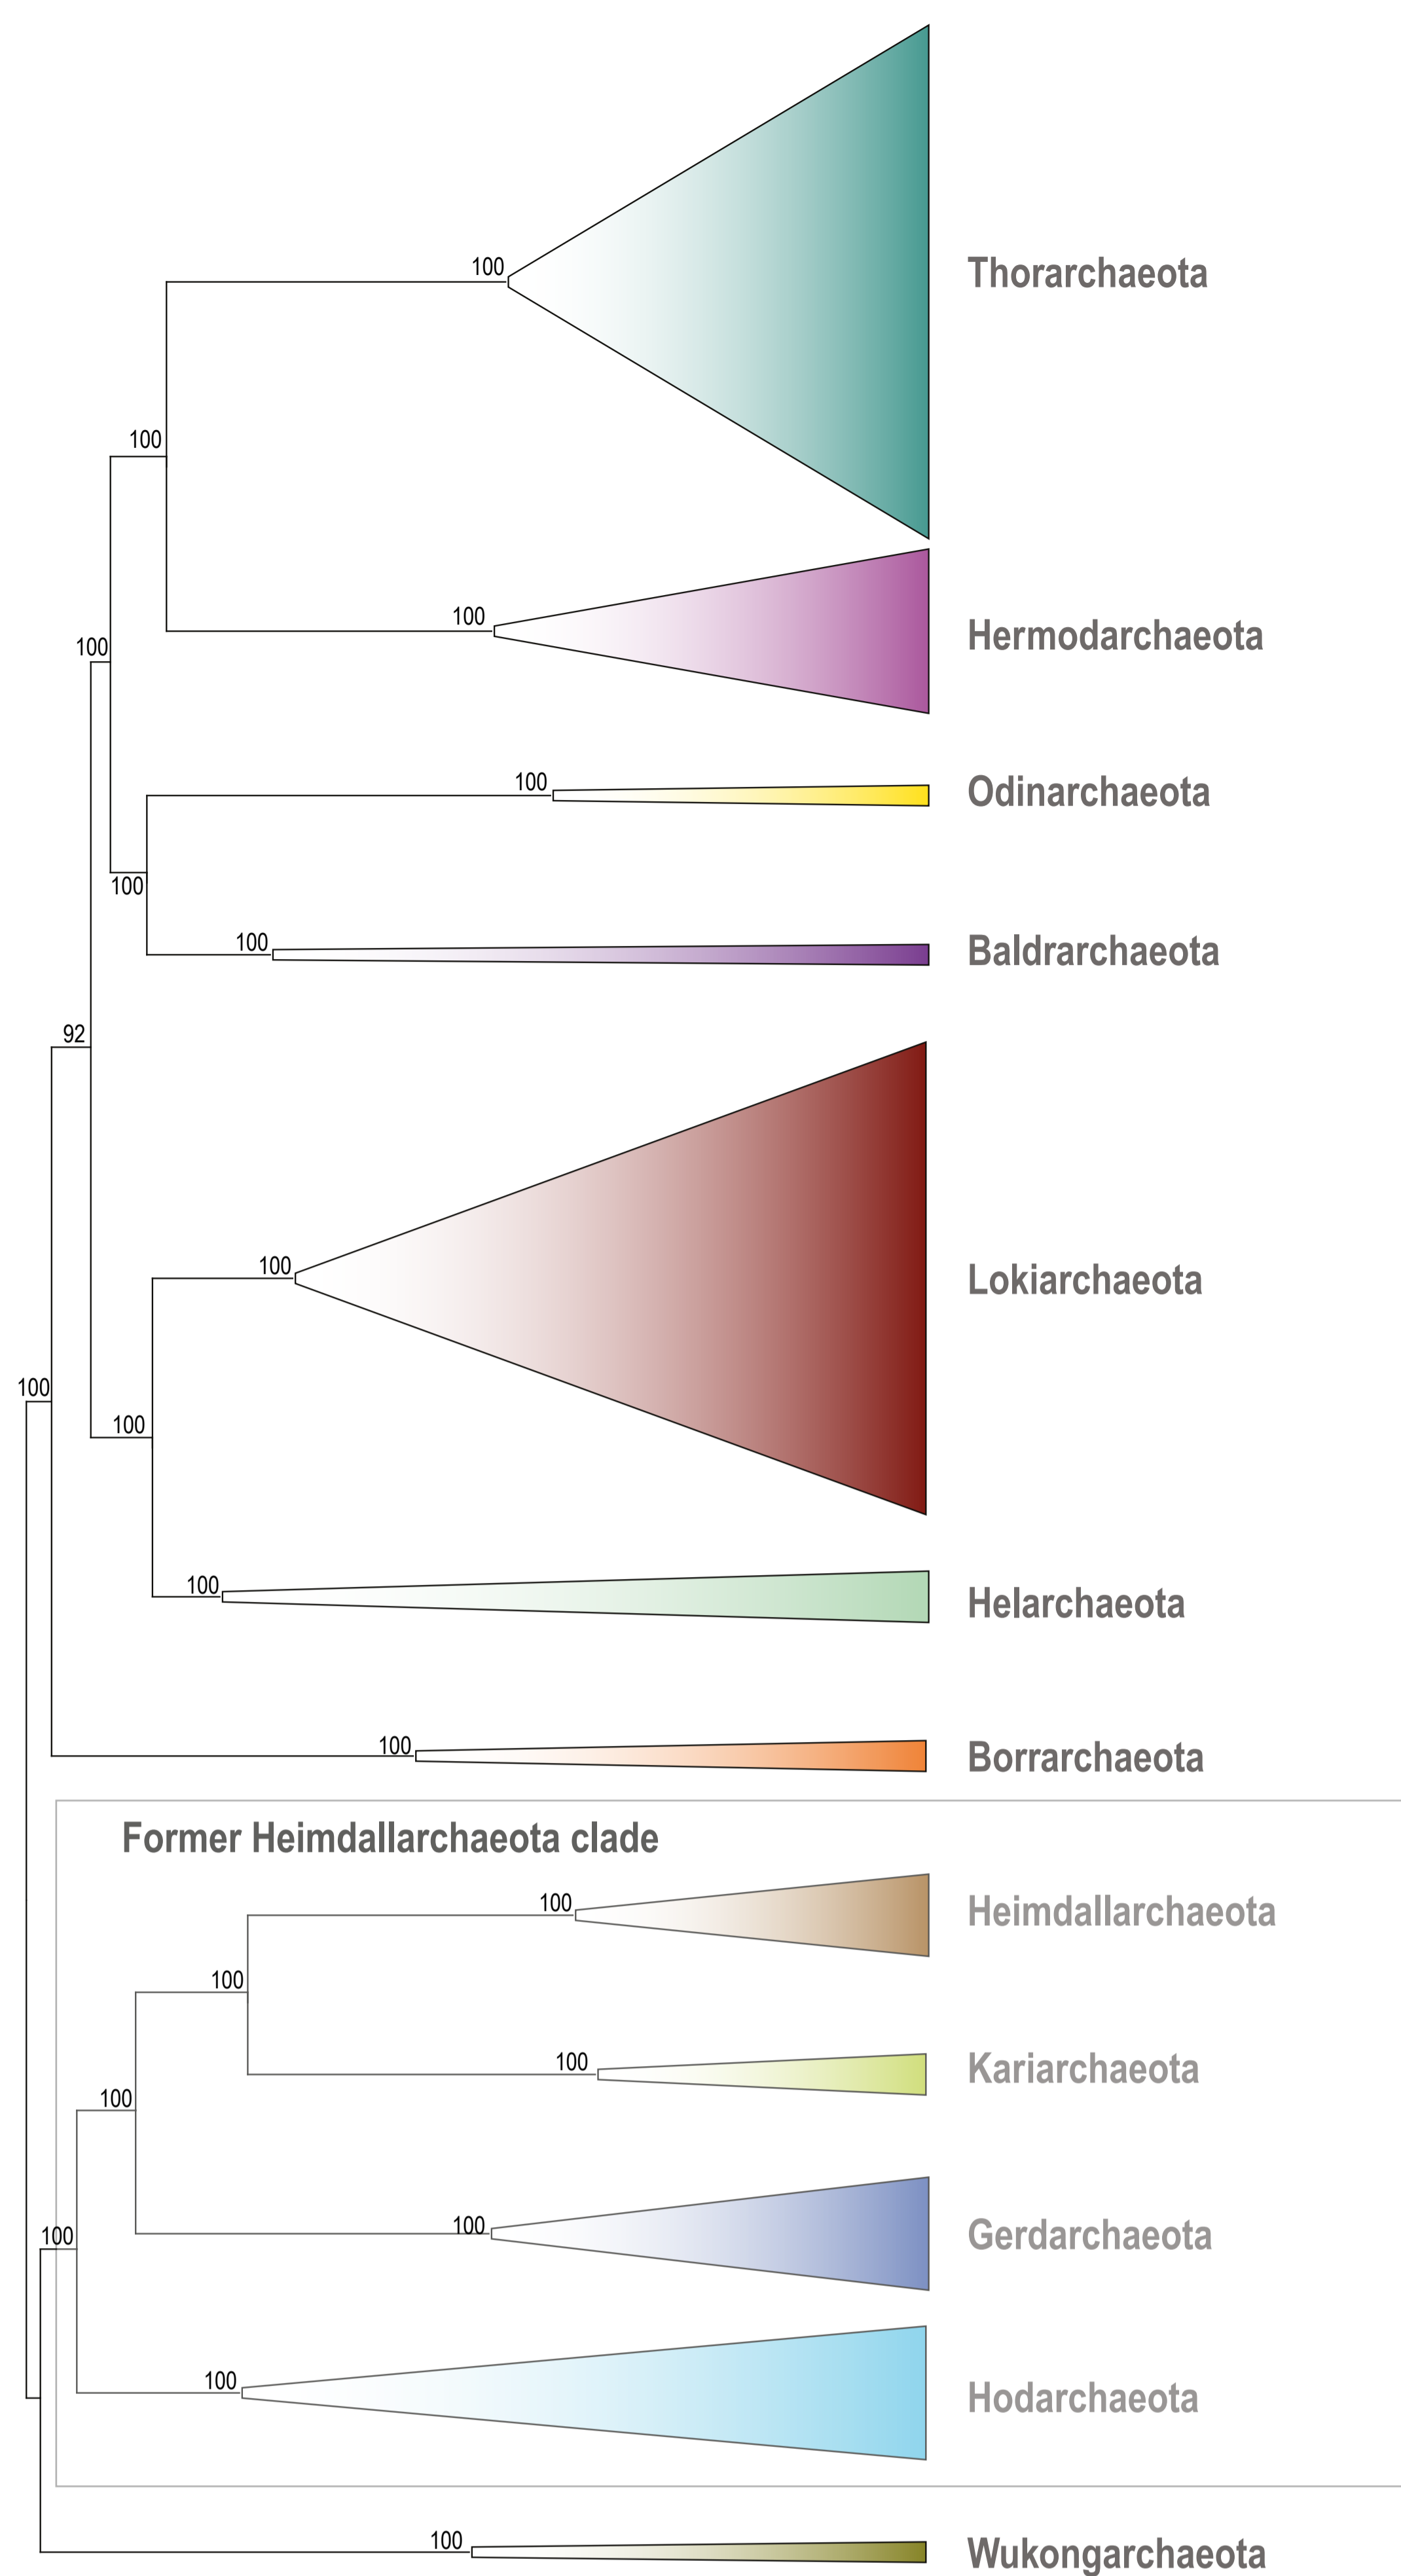 100
Thorarchaeota
100
100
Hermodarchaeota
100
100
Odinarchaeota
100
100
Baldrarchaeota
92
100
Lokiarchaeota
100
100
100
Helarchaeota
100
Borrarchaeota
Former Heimdallarchaeota clade
100
Heimdallarchaeota
100
100
Kariarchaeota
100
100
Gerdarchaeota
100
100
Hodarchaeota
100
Wukongarchaeota